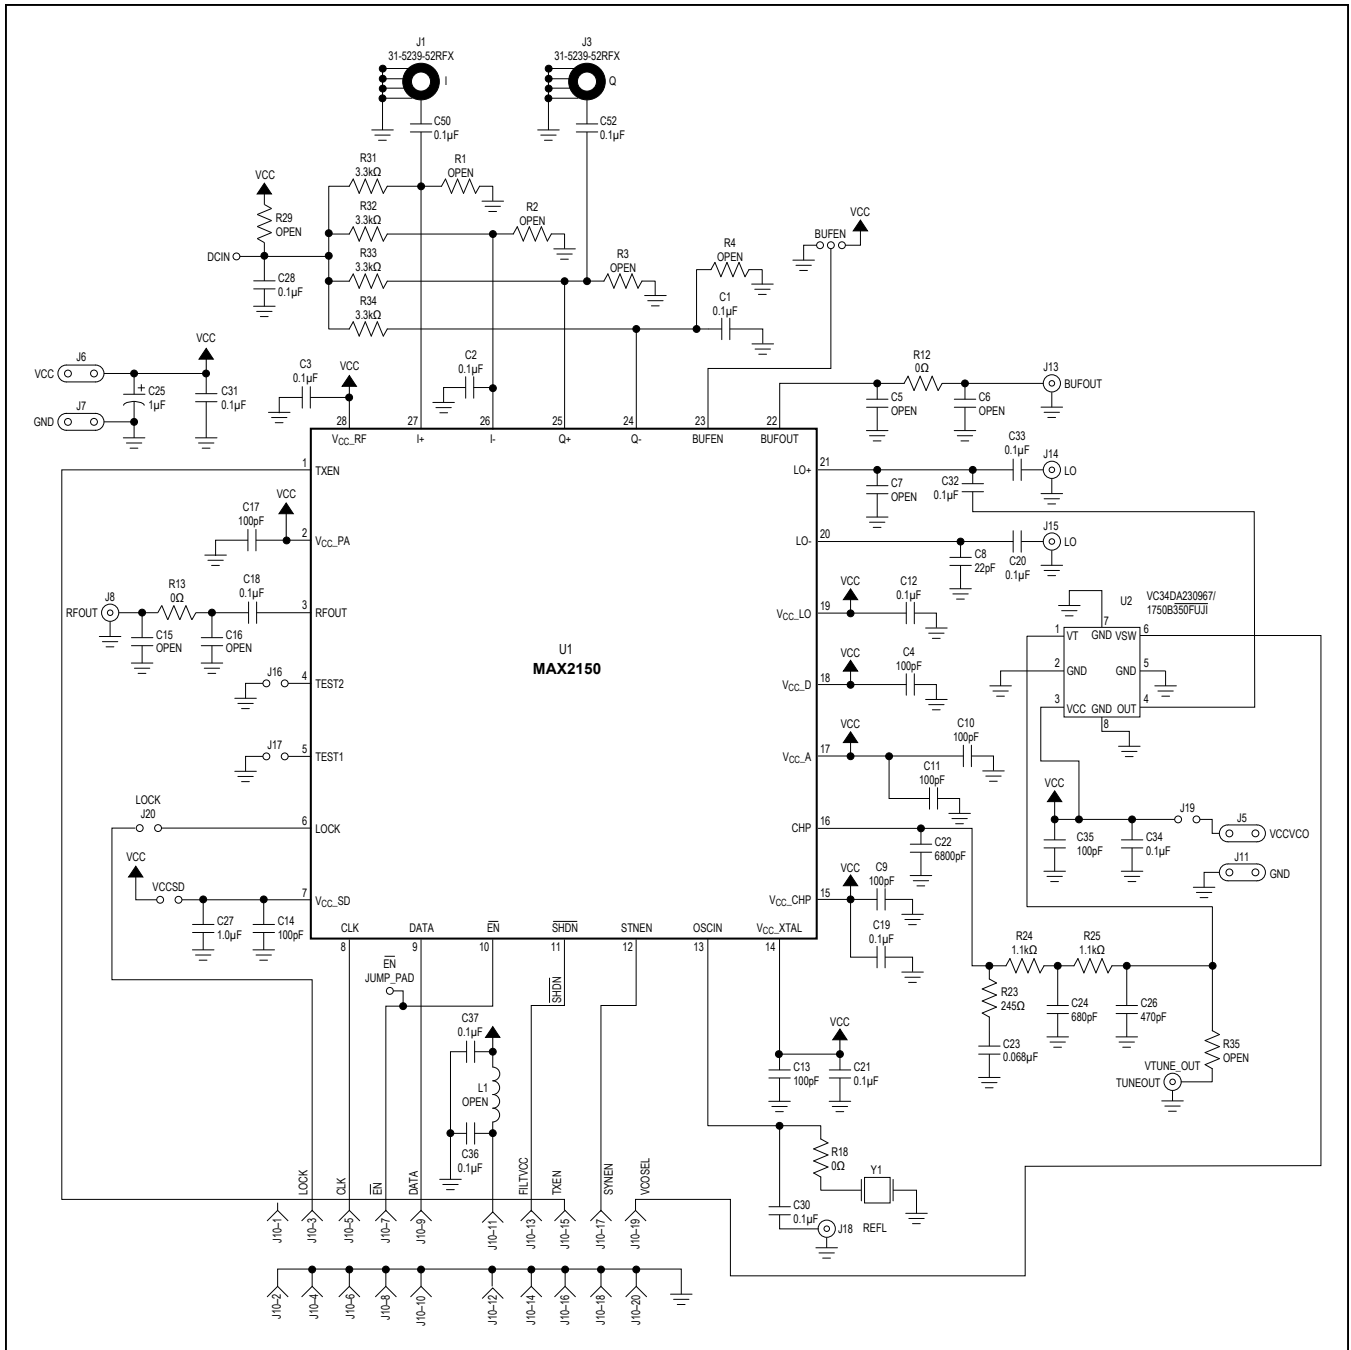 J1
31-5239-52RFX
I
J3
31-5239-52RFX
Q
C50
0.1µF
C52
0.1µF
R31
3.3kΩ
R1
OPEN
VCC
R29
OPEN
R32
3.3kΩ
R2
OPEN
DCIN
R33
3.3kΩ
R3
OPEN
C28
0.1µF
R34
3.3kΩ
R4
OPEN
C1
0.1µF
BUFEN
VCC
J6
VCC
C25
1µF
+
VCC
C31
0.1µF
J7
GND
C3
0.1µF
VCC
C2
0.1µF
R12
0Ω
J13
BUFOUT
C5
OPEN
C6
OPEN
28
27
26
25
24
23
22
VCC_RF
I+
I-
Q+
Q-
BUFEN
BUFOUT
1
TXEN
LO+
21
C7
OPEN
C32
0.1µF
C33
0.1µF
J14
LO
C17
100pF
VCC
2
VCC_PA
LO-
20
C8
22pF
C20
0.1µF
J15
LO
J8
RFOUT
R13
0Ω
C18
0.1µF
3
RFOUT
C15
OPEN
C16
OPEN
U1
MAX2150
VCC
C12
0.1µF
VCC_LO
19
J16
4
TEST2
VCC
C4
100pF
VCC_D
18
J17
5
TEST1
VCC
C10
100pF
VCC_A
17
C11
100pF
U2
VC34DA230967/
1750B350FUJI
1
VT
7
GND
VSW
6
2
GND
GND
5
3
VCC
GND
OUT
4
8
LOCK
J20
6
LOCK
CHP
16
C22
6800pF
VCC
C35
100pF
C34
0.1µF
J19
J5
VCCVCO
J11
GND
VCC
VCCSD
7
VCC_SD
C27
1.0µF
C14
100pF
VCC
C9
100pF
VCC_CHP
15
C19
0.1µF
CLK
DATA
EN
SHDN
STNEN
OSCIN
VCC_XTAL
8
9
10
11
12
13
14
EN
JUMP_PAD
SHDN
R24
1.1kΩ
R25
1.1kΩ
R23
245Ω
C24
680pF
C26
470pF
C23
0.068µF
R35
OPEN
VTUNE_OUT
TUNEOUT
C37
0.1µF
L1
OPEN
C36
0.1µF
VCC
C13
100pF
C21
0.1µF
R18
0Ω
Y1
C30
0.1µF
J18
REFL
LOCK
CLK
EN
DATA
FILTVCC
TXEN
SYNEN
VCOSEL
J10–1
J10–3
J10–5
J10–7
J10–9
J10–11
J10–13
J10–15
J10–17
J10–19
J10–2
J10–4
J10–6
J10–8
J10–10
J10–12
J10–14
J10–16
J10–18
J10–20